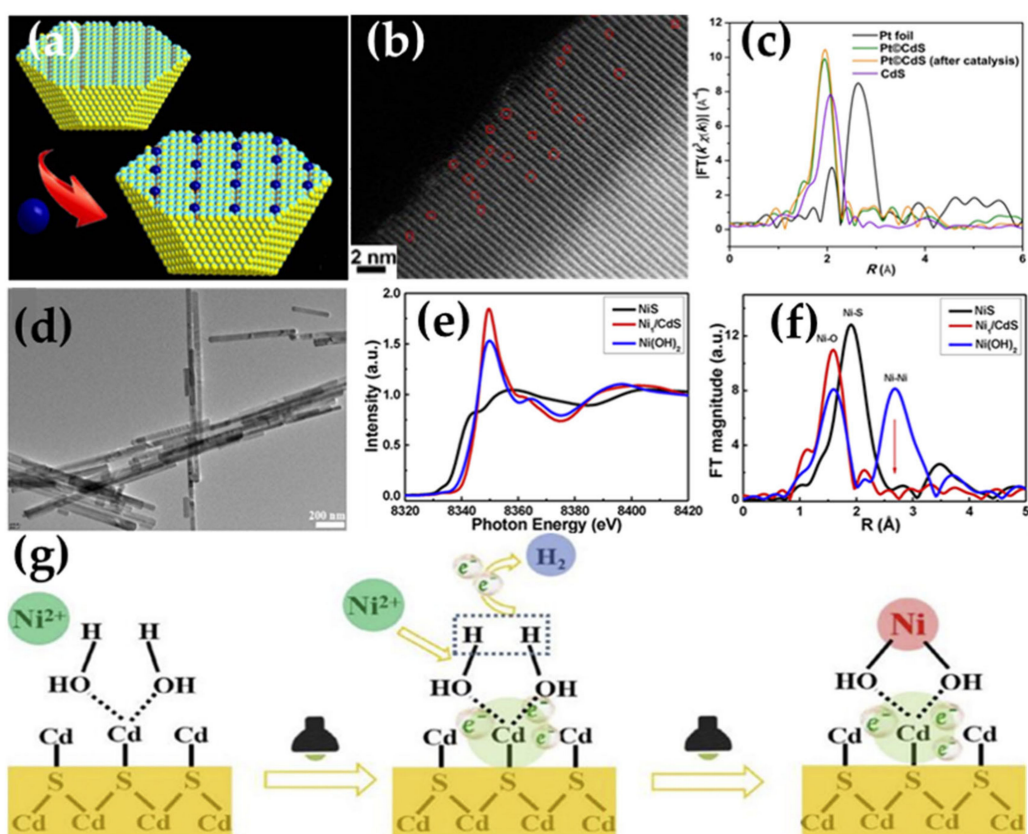 (a)
(b)
2 nm
(c)
|FT(k³χ(k))| (Å⁻⁴)
12
10
8
6
4
2
0
0 1 2 3 4 5 6
R (Å)
Pt foil
Pt©CdS
Pt©CdS (after catalysis)
CdS
(d)
200 nm
(e)
Intensity (a.u.)
2.0
1.5
1.0
0.5
0.0
8320 8340 8360 8380 8400 8420
Photon Energy (eV)
NiS
Ni₁/CdS
Ni(OH)₂
(f)
FT magnitude (a.u.)
12
8
4
0
0 1 2 3 4 5
R (Å)
Ni-O
Ni-S
Ni-Ni
NiS
Ni₁/CdS
Ni(OH)₂
(g)
Ni²⁺
H H
HO OH
Cd Cd Cd
S S S
Cd Cd Cd Cd
Ni²⁺
e⁻ e⁻ H₂
H H
HO OH
e⁻ e⁻ e⁻
Cd Cd Cd
S S S
Cd Cd Cd Cd
Ni
HO OH
e⁻ e⁻ e⁻
Cd Cd Cd
S S S
Cd Cd Cd Cd